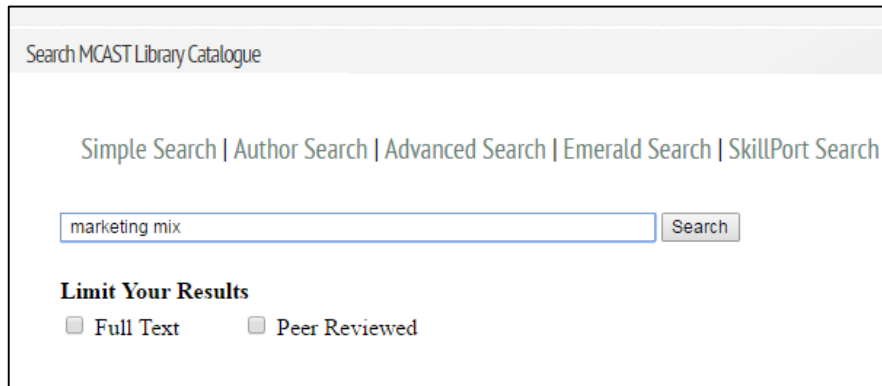 Search MCAST Library Catalogue
Simple Search | Author Search | Advanced Search | Emerald Search | SkillPort Search
marketing mix Search
Limit Your Results
Full Text Peer Reviewed